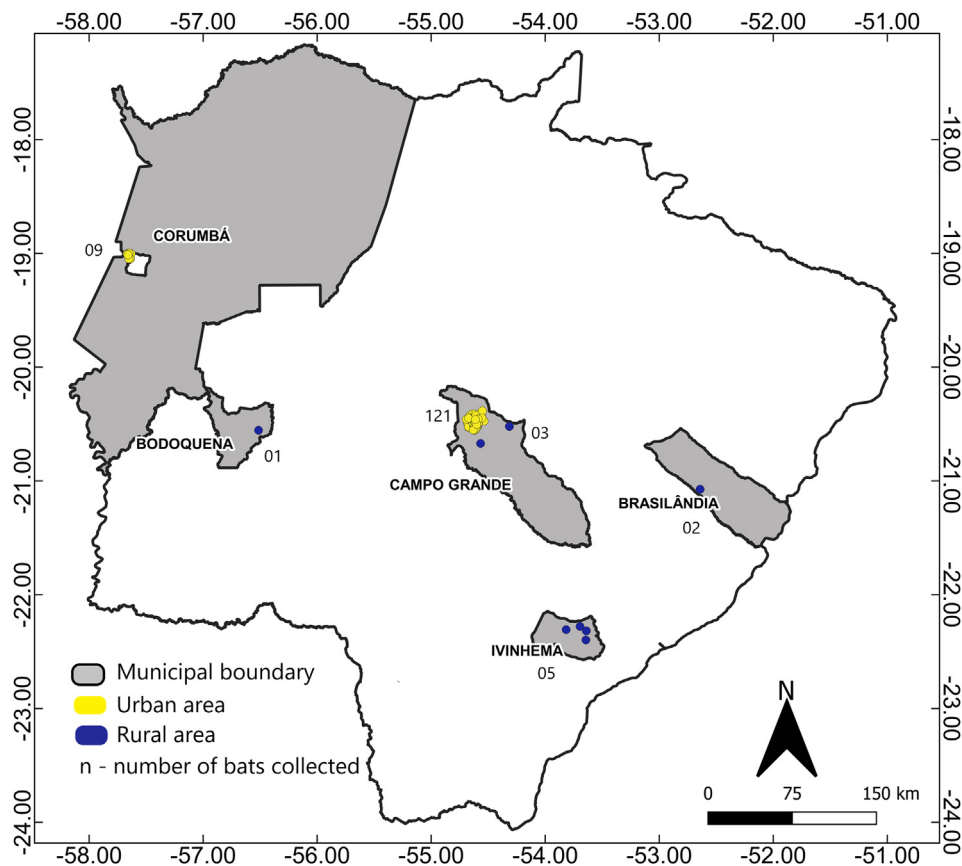 -58.00 -57.00 -56.00 -55.00 -54.00 -53.00 -52.00 -51.00
-18.00 -18.00
CORUMBÁ
09
-19.00 -19.00
-20.00 -20.00
121
03
BODOQUENA
01
-21.00 -21.00
CAMPO GRANDE
BRASILÂNDIA
02
-22.00 -22.00
IVINHEMA
05
Municipal boundary
Urban area
Rural area
n - number of bats collected
-23.00 -23.00
N
0 75 150 km
-24.00 -24.00
-58.00 -57.00 -56.00 -55.00 -54.00 -53.00 -52.00 -51.00